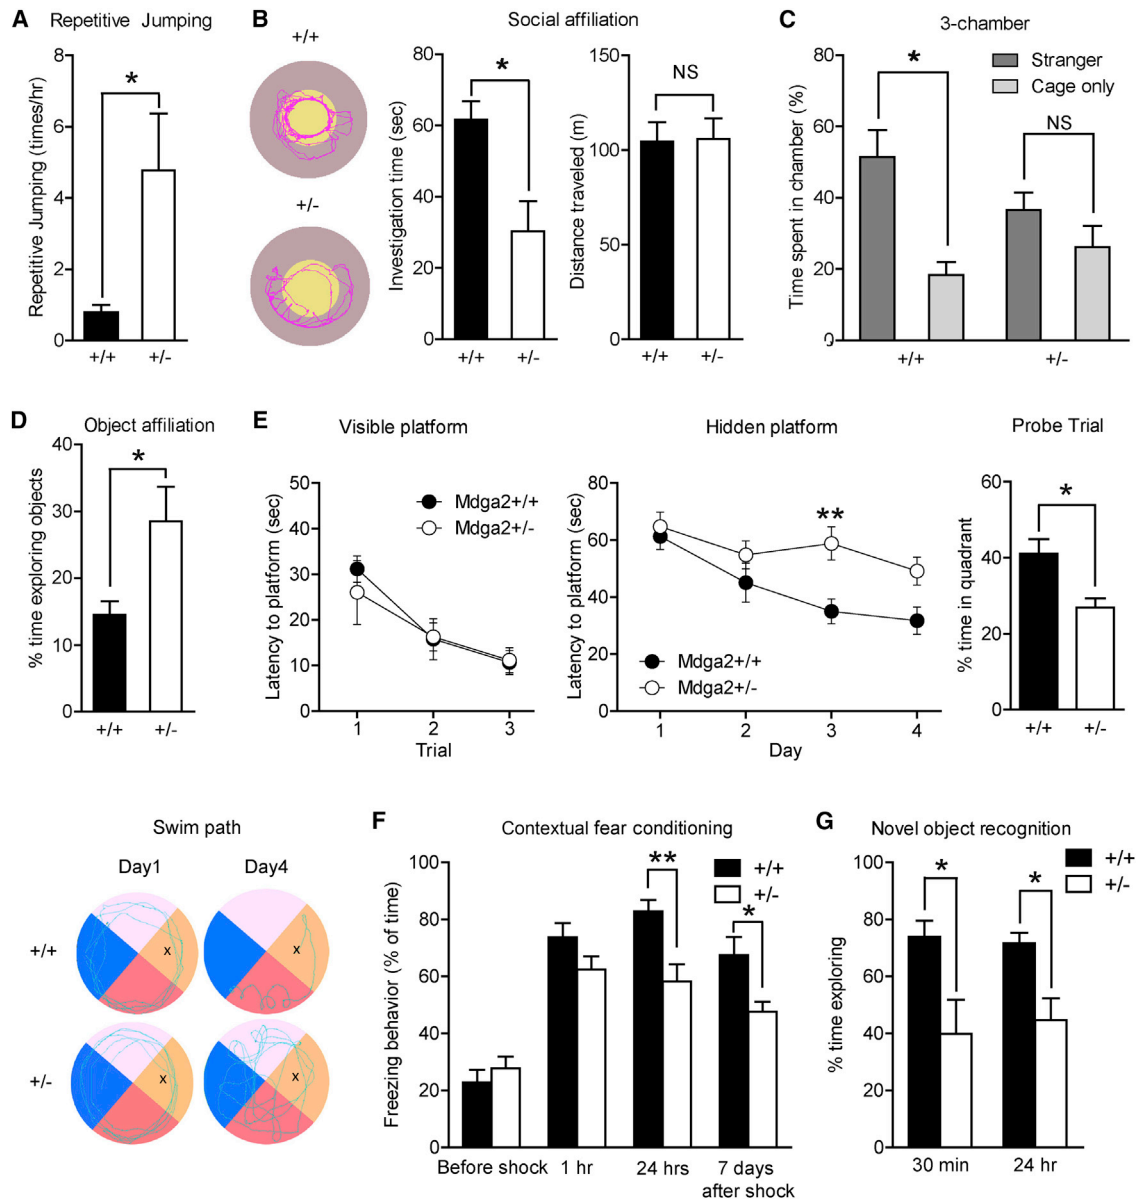 A
Repetitive Jumping
Repetitive Jumping (times/hr)
8
6
4
2
0
*
+/+
+/-
B
Social affiliation
+/+
+/-
Investigation time (sec)
80
60
40
20
0
*
+/+
+/-
Distance traveled (m)
150
100
50
0
NS
+/+
+/-
C
3-chamber
Time spent in chamber (%)
80
60
40
20
0
*
NS
Stranger
Cage only
+/+
+/-
D
Object affiliation
% time exploring objects
40
30
20
10
0
*
+/+
+/-
E
Visible platform
Latency to platform (sec)
50
40
30
20
10
0
Mdga2+/+
Mdga2+/-
1 2 3
Trial
Hidden platform
Latency to platform (sec)
80
60
40
20
0
**
Mdga2+/+
Mdga2+/-
1 2 3 4
Day
Probe Trial
% time in quadrant
60
40
20
0
*
+/+
+/-
Swim path
Day1 Day4
+/+
x
x
+/-
x
x
F
Contextual fear conditioning
Freezing behavior (% of time)
100
80
60
40
20
0
**
*
+/+
+/-
Before shock 1 hr 24 hrs 7 days
after shock
G
Novel object recognition
% time exploring
100
80
60
40
20
0
*
*
+/+
+/-
30 min 24 hr